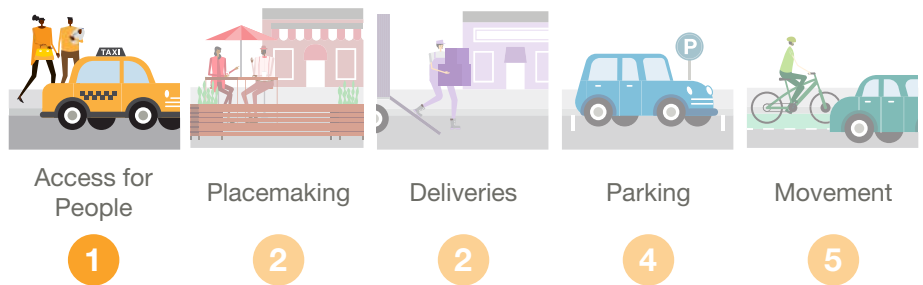 TAXI
P
Access for
People
Placemaking
Deliveries
Parking
Movement
1
2
2
4
5